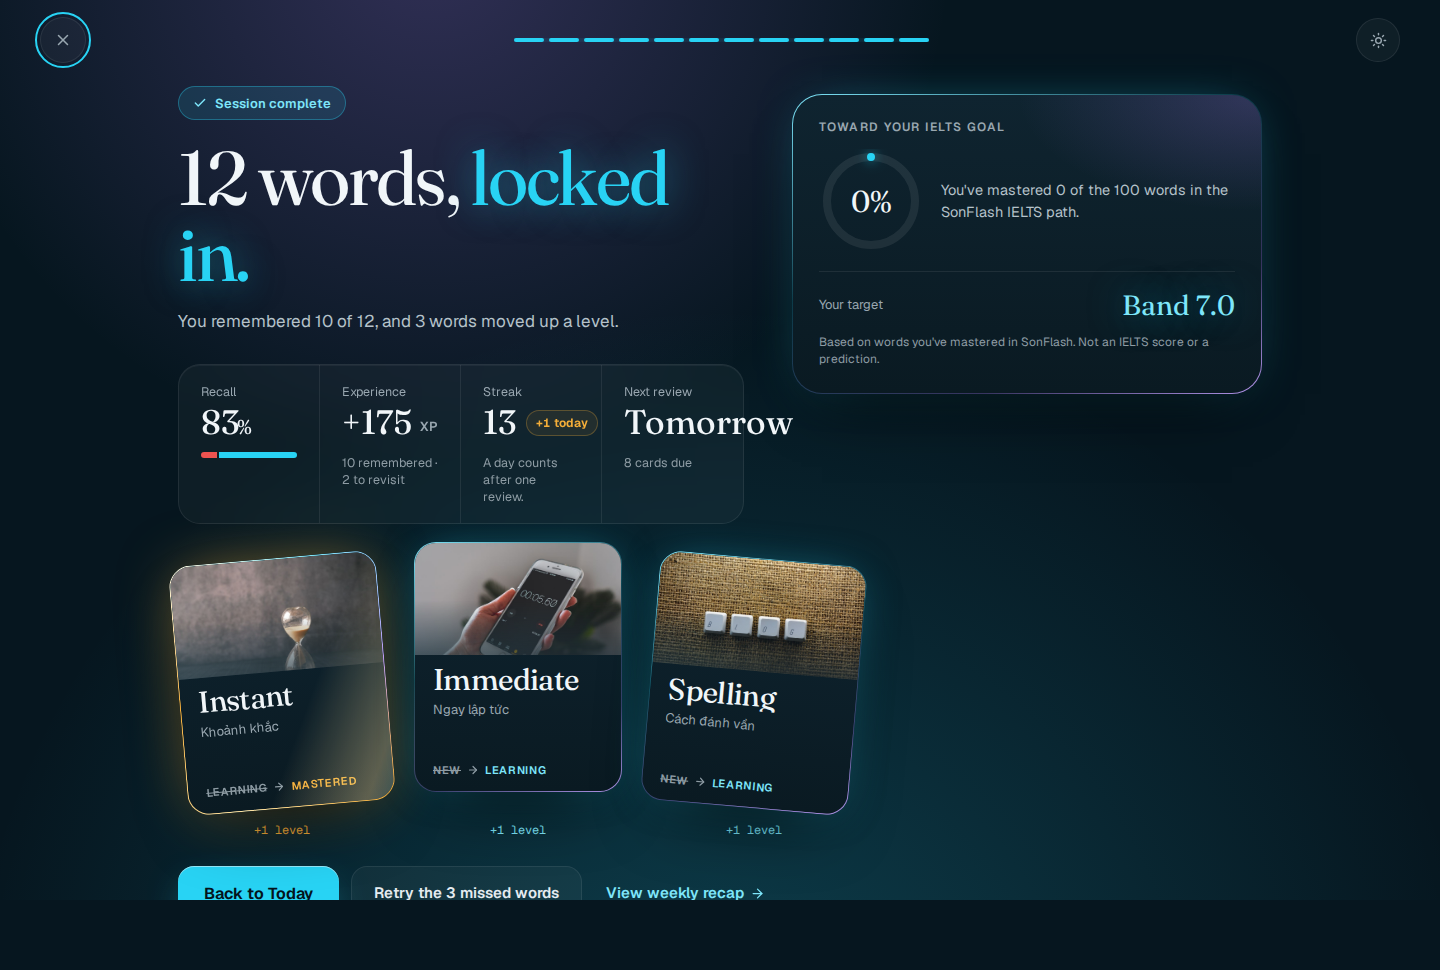 Session complete
12 words, locked
in.
You remembered 10 of 12, and 3 words moved up a level.
TOWARD YOUR IELTS GOAL
0%
You've mastered 0 of the 100 words in the
SonFlash IELTS path.
Your target
Band 7.0
Based on words you've mastered in SonFlash. Not an IELTS score or a
prediction.
Recall
83%
Experience
+175 XP
10 remembered ·
2 to revisit
Streak
13 +1 today
A day counts
after one
review.
Next review
Tomorrow
8 cards due
Instant
Khoảnh khắc
LEARNING → MASTERED
+1 level
00:05.60
Immediate
Ngay lập tức
NEW → LEARNING
+1 level
Spelling
Cách đánh vần
NEW → LEARNING
+1 level
Back to Today
Retry the 3 missed words
View weekly recap →